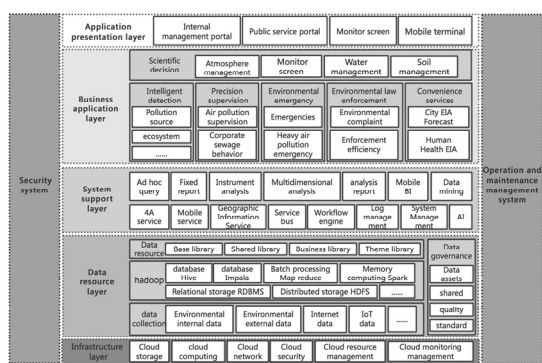 Application
presentation layer
Internal
management portal
Public service portal
Monitor screen
Mobile terminal
Security
system
Operation and
maintenance
management
system
Business
application
layer
Scientific
decision
Atmosphere
management
Monitor
screen
Water
management
Soil
management
Intelligent
detection
Pollution
source
ecosystem
......
Precision
supervision
Air pollution
supervision
Corporate
sewage
behavior
Environmental
emergency
Emergencies
Heavy air
pollution
emergency
Environmental law
enforcement
Environmental
complaint
Enforcement
efficiency
Convenience
services
City EIA
Forecast
Human
Health EIA
System
support
layer
Ad hoc
query
Fixed
report
Instrument
analysis
Multidimensional
analysis
analysis
report
Mobile
BI
Data
mining
4A
service
Mobile
service
Geographic
Information
Service
Service
bus
Workflow
engine
Log
manage
ment
System
Manage
ment
AI
Data
resource
layer
Data
resource
Base library
Shared library
Business library
Theme library
hadoop
database
Hive
database
Impala
Batch processing
Map reduce
Memory
computing Spark
Relational storage RDBMS
Distributed storage HDFS
......
data
collection
Environmental
internal data
Environmental
external data
Internet
data
IoT
data
......
Data
governance
Data
assets
shared
quality
standard
Infrastructure
layer
Cloud
storage
cloud
computing
Cloud
network
Cloud
security
Cloud resource
management
Cloud monitoring
management